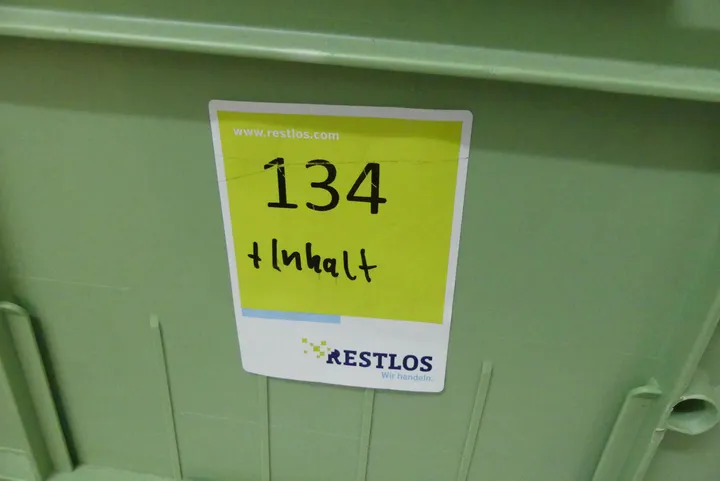 www.restlos.com
134
+Inhalt
RESTLOS
Wir handeln.